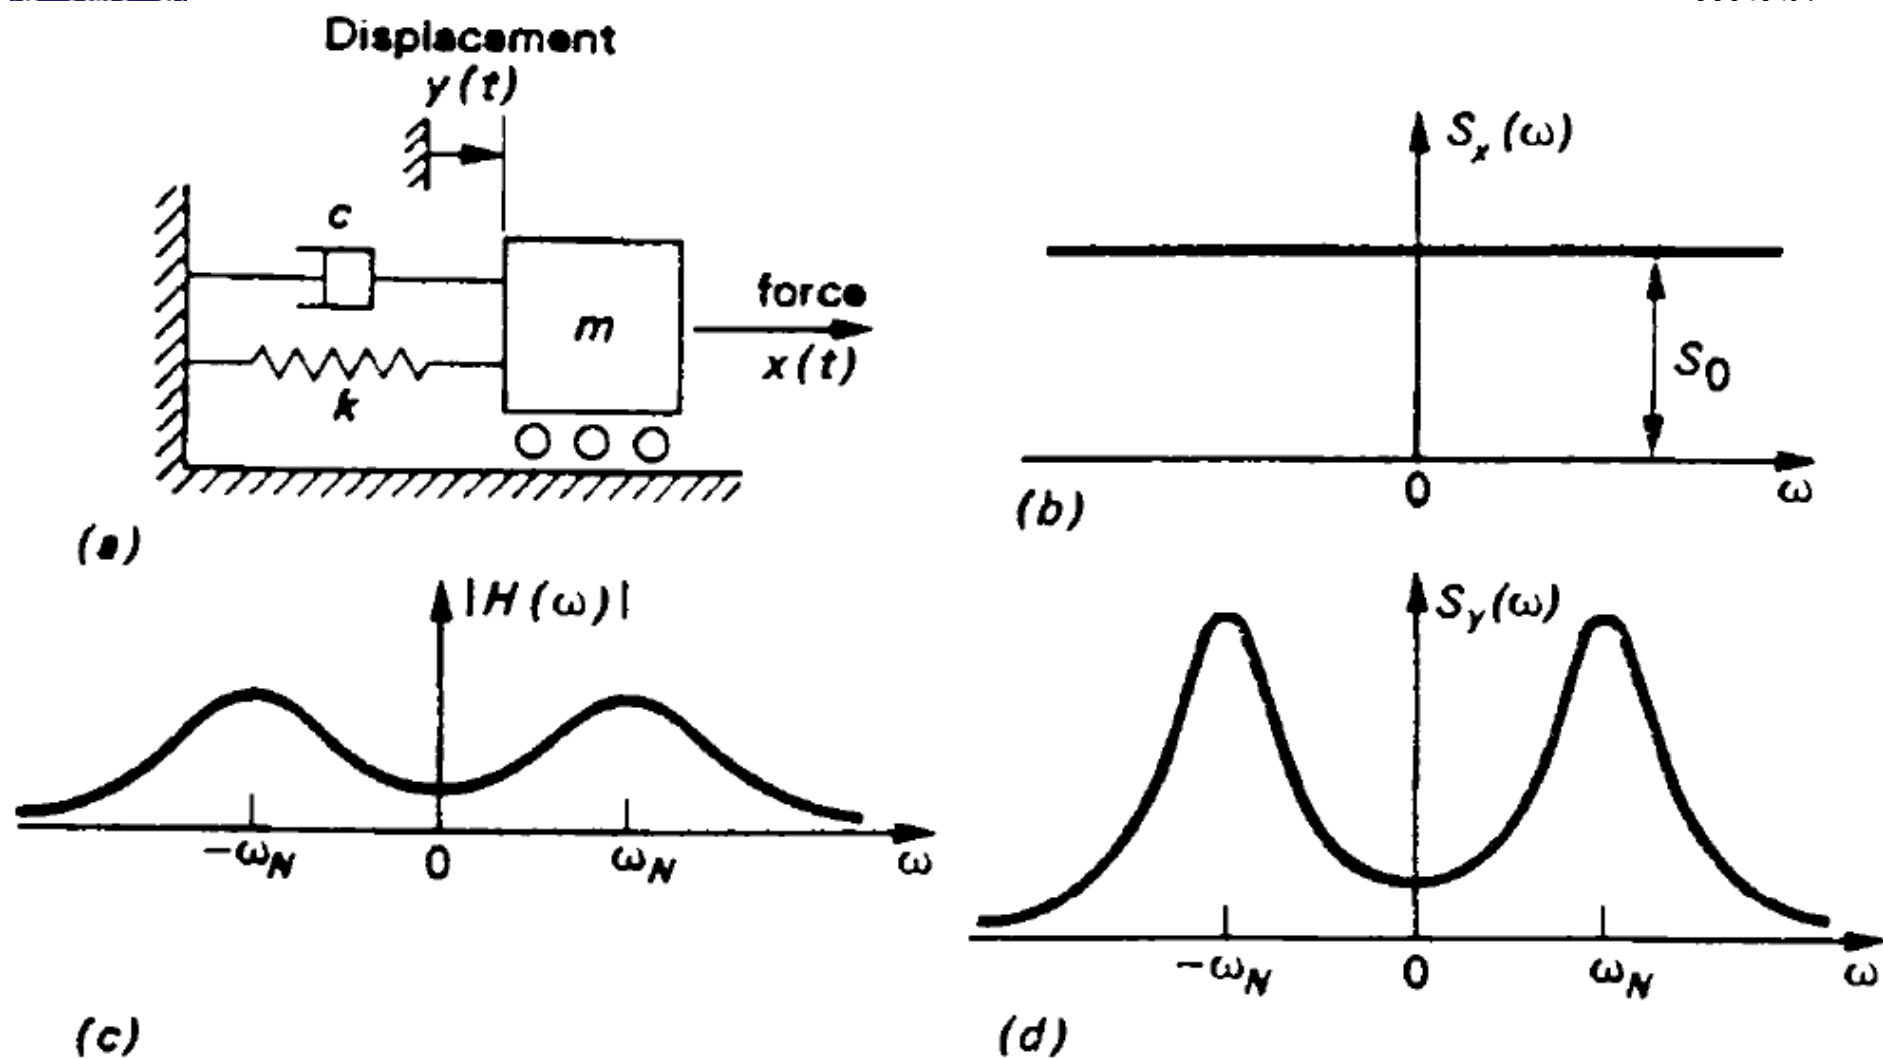 Displacement
y(t)
c
m
force
x(t)
k
(a)
S_x(ω)
S_0
0
ω
(b)
|H(ω)|
-ω_N
0
ω_N
ω
(c)
S_y(ω)
-ω_N
0
ω_N
ω
(d)